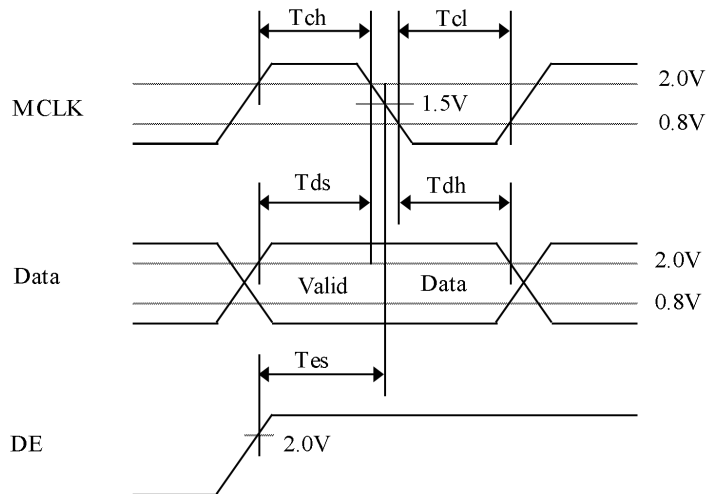 Tch Tcl
2.0V
MCLK 1.5V
0.8V
Tds Tdh
Data 2.0V
Valid Data
0.8V
Tes
DE 2.0V